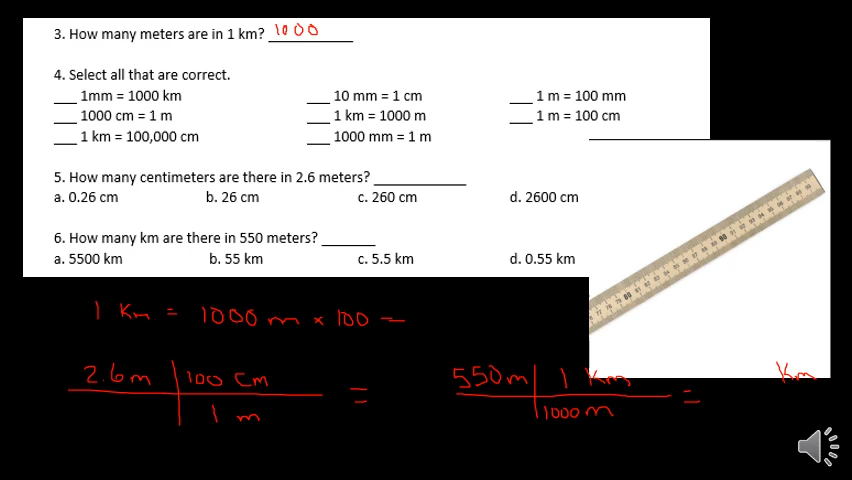 3. How many meters are in 1 km? 1000
4. Select all that are correct.
___ 1mm = 1000 km ___ 10 mm = 1 cm ___ 1 m = 100 mm
___ 1000 cm = 1 m ___ 1 km = 1000 m ___ 1 m = 100 cm
___ 1 km = 100,000 cm ___ 1000 mm = 1 m
5. How many centimeters are there in 2.6 meters? ____________
a. 0.26 cm b. 26 cm c. 260 cm d. 2600 cm
6. How many km are there in 550 meters? _______
a. 5500 km b. 55 km c. 5.5 km d. 0.55 km
1 Km = 1000 m × 100 =
2.6 m | 100 cm = 550 m | 1 Km = Km
1 m 1000 m